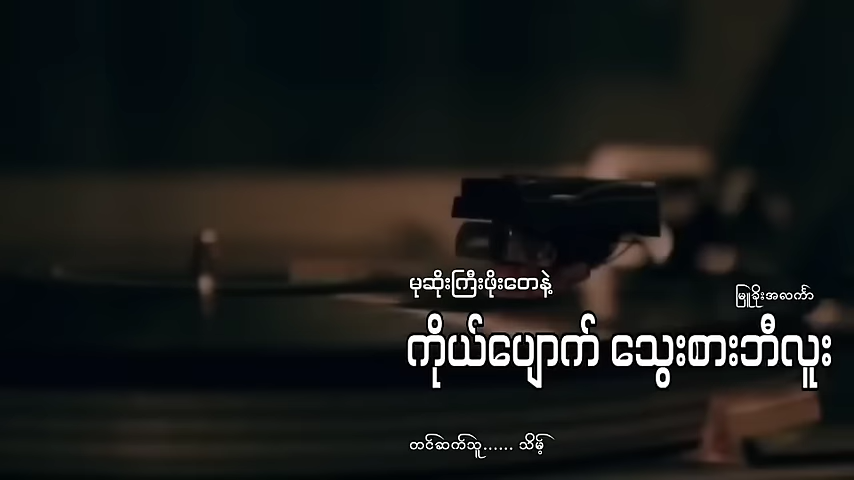 မုဆိုးကြီးဖိုးတေနဲ့
မြူခိုးအလင်္ကာ
ကိုယ်ပျောက် သွေးစားဘီလူး
တင်ဆက်သူ...... သိမ့်